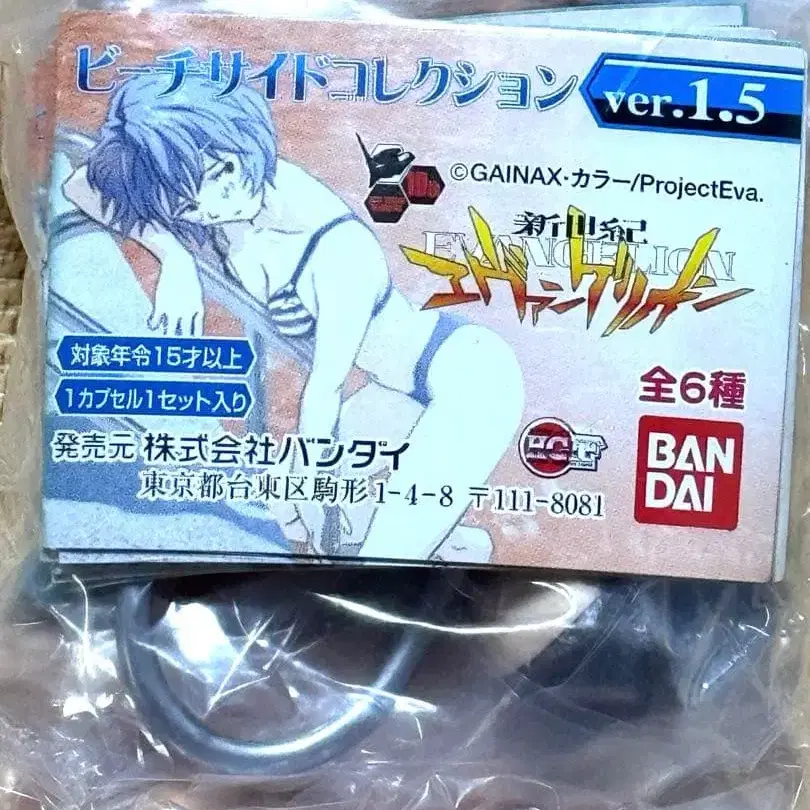 ビーチサイドコレクション ver.1.5
©GAINAX・カラー/ProjectEva.
新世紀
EVANGELION
エヴァンゲリオン
対象年令15才以上
1カプセル1セット入り
全6種
発売元 株式会社バンダイ
東京都台東区駒形1-4-8 〒111-8081
HGIF
BAN
DAI